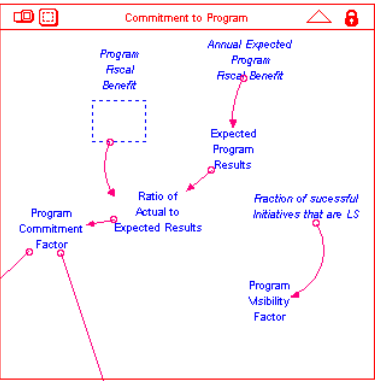 Commitment to Program
Program
Fiscal
Benefit
Annual Expected
Program
Fiscal Benefit
Expected
Program
Results
Ratio of
Actual to
Expected Results
Program
Commitment
Factor
Fraction of sucessful
Initiatives that are LS
Program
Visibility
Factor